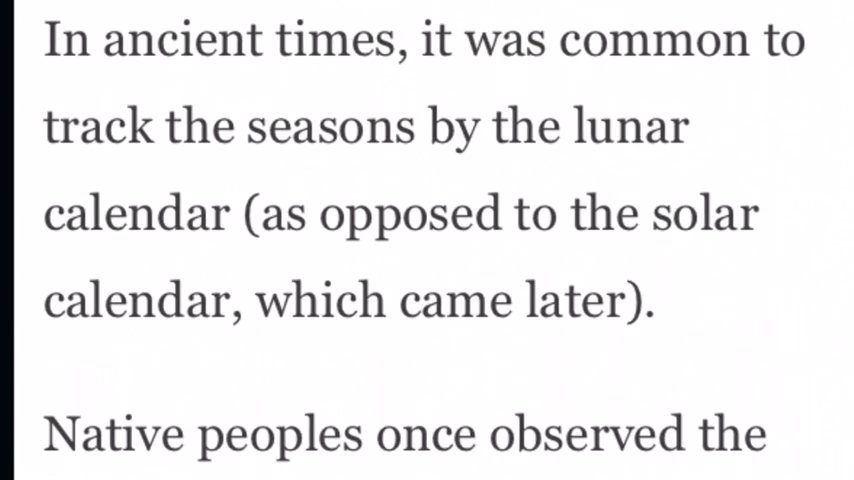 In ancient times, it was common to
track the seasons by the lunar
calendar (as opposed to the solar
calendar, which came later).
Native peoples once observed the